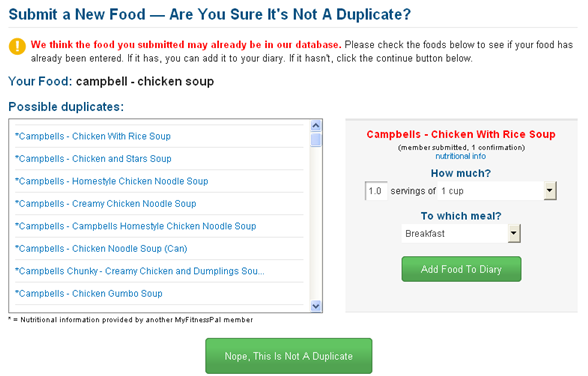 Submit a New Food — Are You Sure It's Not A Duplicate?
We think the food you submitted may already be in our database. Please check the foods below to see if your food has
already been entered. If it has, you can add it to your diary. If it hasn't, click the continue button below.
Your Food: campbell - chicken soup
Possible duplicates:
*Campbells - Chicken With Rice Soup
*Campbells - Chicken and Stars Soup
*Campbells - Homestyle Chicken Noodle Soup
*Campbells - Creamy Chicken Noodle Soup
*Campbells - Campbells Homestyle Chicken Noodle Soup
*Campbells - Chicken Noodle Soup (Can)
*Campbells Chunky - Creamy Chicken and Dumplings Sou...
*Campbells - Chicken Gumbo Soup
* = Nutritional information provided by another MyFitnessPal member
Campbells - Chicken With Rice Soup
(member submitted, 1 confirmation)
nutritional info
How much?
1.0 servings of 1 cup
To which meal?
Breakfast
Add Food To Diary
Nope, This Is Not A Duplicate